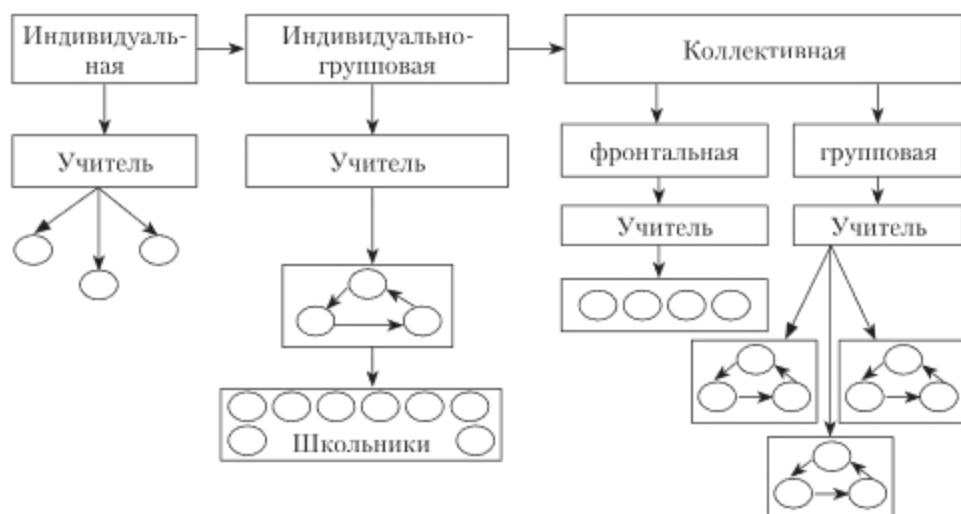 Индивидуаль-
ная
Индивидуально-
групповая
Коллективная
Учитель
Учитель
фронтальная
групповая
Учитель
Учитель
Школьники